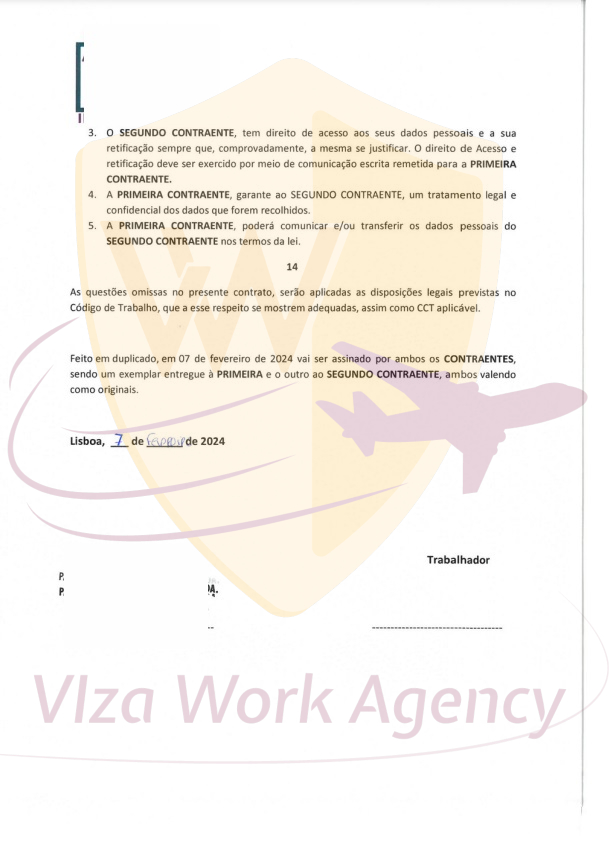 3. O SEGUNDO CONTRAENTE, tem direito de acesso aos seus dados pessoais e a sua
retificação sempre que, comprovadamente, a mesma se justificar. O direito de Acesso e
retificação deve ser exercido por meio de comunicação escrita remetida para a PRIMEIRA
CONTRAENTE.
4. A PRIMEIRA CONTRAENTE, garante ao SEGUNDO CONTRAENTE, um tratamento legal e
confidencial dos dados que forem recolhidos.
5. A PRIMEIRA CONTRAENTE, poderá comunicar e/ou transferir os dados pessoais do
SEGUNDO CONTRAENTE nos termos da lei.
14
As questões omissas no presente contrato, serão aplicadas as disposições legais previstas no
Código de Trabalho, que a esse respeito se mostrem adequadas, assim como CCT aplicável.
Feito em duplicado, em 07 de fevereiro de 2024 vai ser assinado por ambos os CONTRAENTES,
sendo um exemplar entregue à PRIMEIRA e o outro ao SEGUNDO CONTRAENTE, ambos valendo
como originais.
Lisboa, 7 de de 2024
Trabalhador
VIza Work Agency